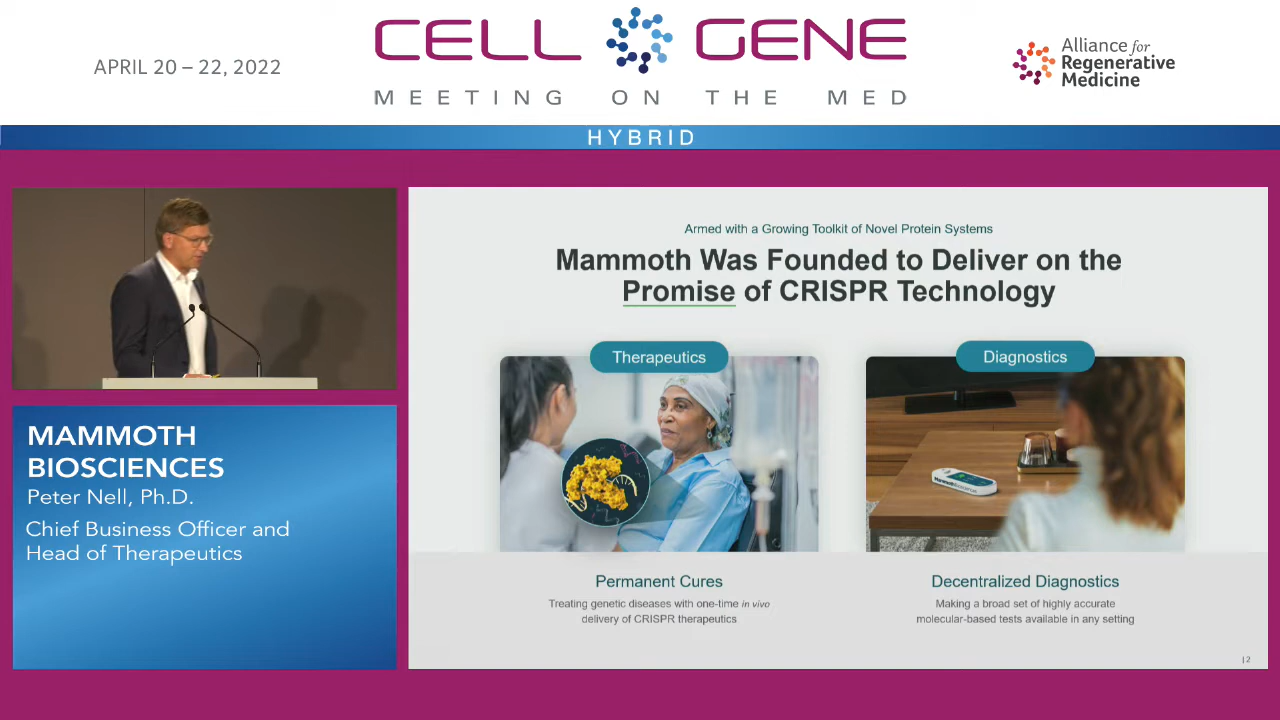 APRIL 20 – 22, 2022
CELL GENE
MEETING ON THE MED
Alliance for
Regenerative
Medicine
HYBRID
MAMMOTH
BIOSCIENCES
Peter Nell, Ph.D.
Chief Business Officer and
Head of Therapeutics
Armed with a Growing Toolkit of Novel Protein Systems
Mammoth Was Founded to Deliver on the
Promise of CRISPR Technology
Therapeutics
Diagnostics
Permanent Cures
Treating genetic diseases with one-time in vivo
delivery of CRISPR therapeutics
Decentralized Diagnostics
Making a broad set of highly accurate
molecular-based tests available in any setting
| 2